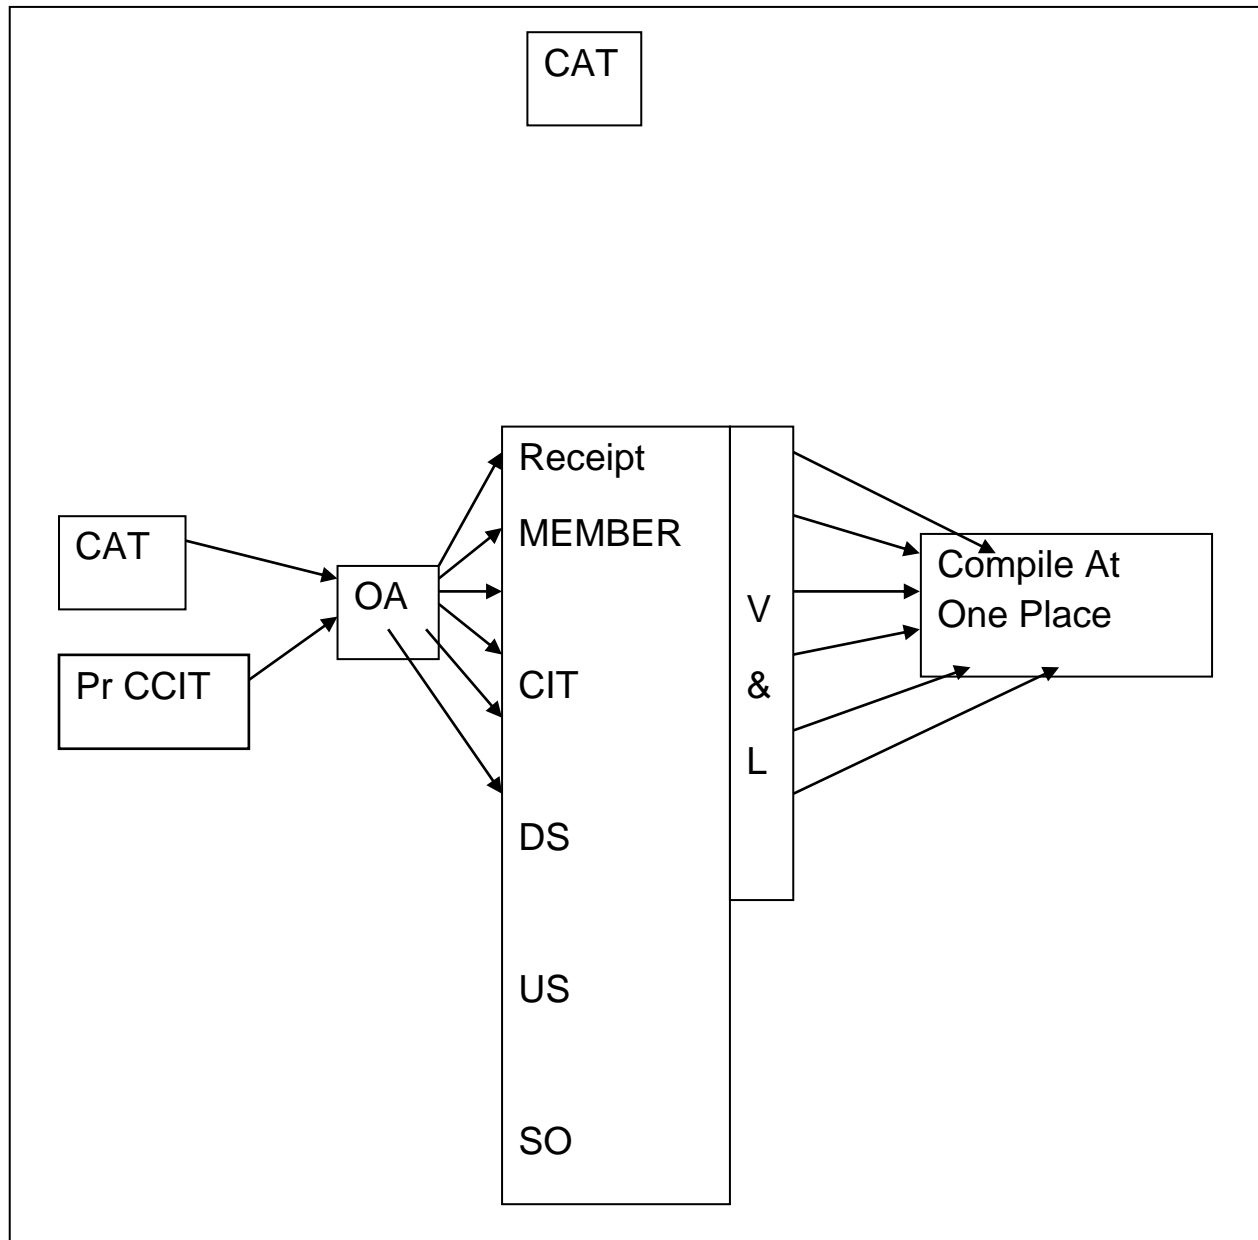 CAT
CAT
Pr CCIT
OA
Receipt
MEMBER
CIT
DS
US
SO
V
&
L
Compile At
One Place